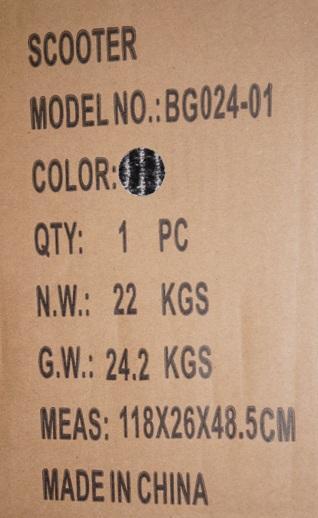 SCOOTER
MODEL NO.: BG024-01
COLOR:
QTY: 1 PC
N.W.: 22 KGS
G.W.: 24.2 KGS
MEAS: 118X26X48.5CM
MADE IN CHINA